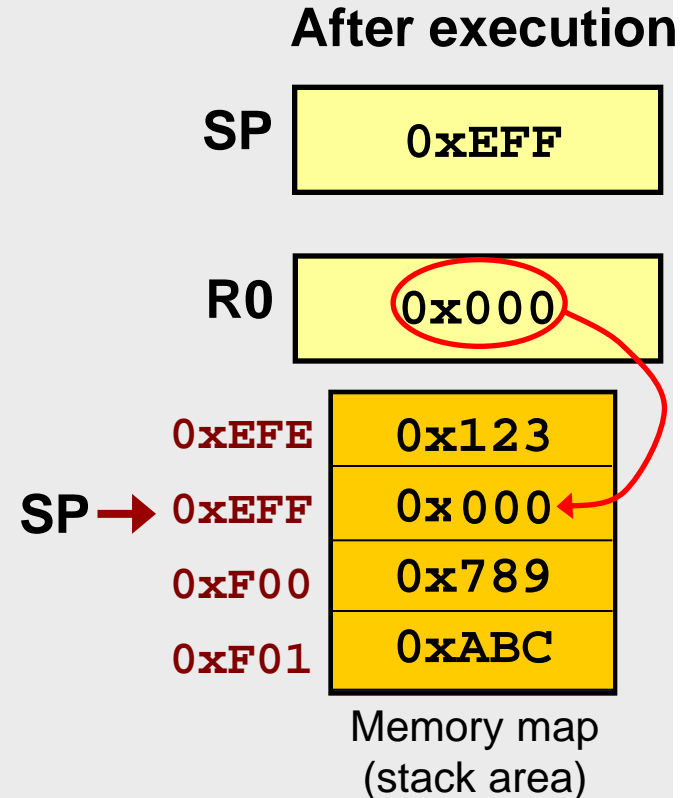 After execution
SP 0xEFF
R0 0x000
0xEFE 0x123
SP 0xEFF 0x000
0xF00 0x789
0xF01 0xABC
Memory map
(stack area)